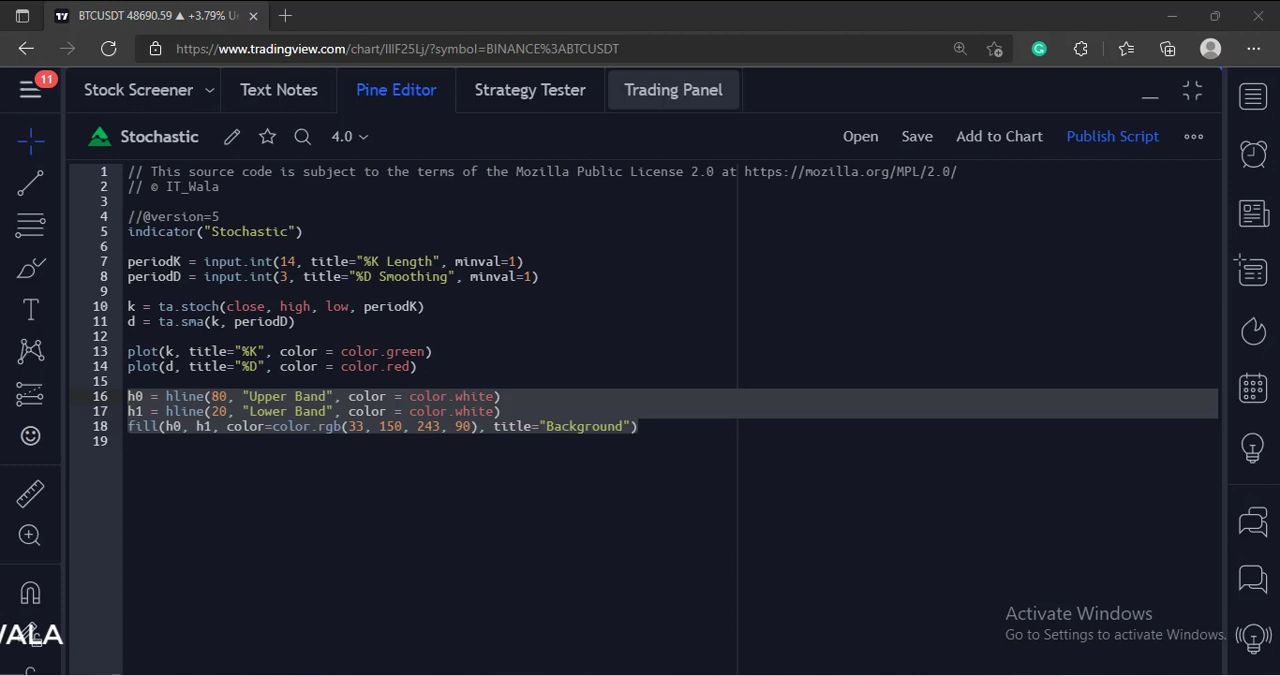 BTCUSDT 48690.59 ▲ +3.79%
https://www.tradingview.com/chart/IIIF25Lj/?symbol=BINANCE%3ABTCUSDT
11
Stock Screener Text Notes Pine Editor Strategy Tester Trading Panel
Stochastic 4.0 Open Save Add to Chart Publish Script
1 // This source code is subject to the terms of the Mozilla Public License 2.0 at https://mozilla.org/MPL/2.0/
2 // © IT_Wala
3
4 //@version=5
5 indicator("Stochastic")
6
7 periodK = input.int(14, title="%K Length", minval=1)
8 periodD = input.int(3, title="%D Smoothing", minval=1)
9
10 k = ta.stoch(close, high, low, periodK)
11 d = ta.sma(k, periodD)
12
13 plot(k, title="%K", color = color.green)
14 plot(d, title="%D", color = color.red)
15
16 h0 = hline(80, "Upper Band", color = color.white)
17 h1 = hline(20, "Lower Band", color = color.white)
18 fill(h0, h1, color=color.rgb(33, 150, 243, 90), title="Background")
19
Activate Windows
Go to Settings to activate Windows.
WALA